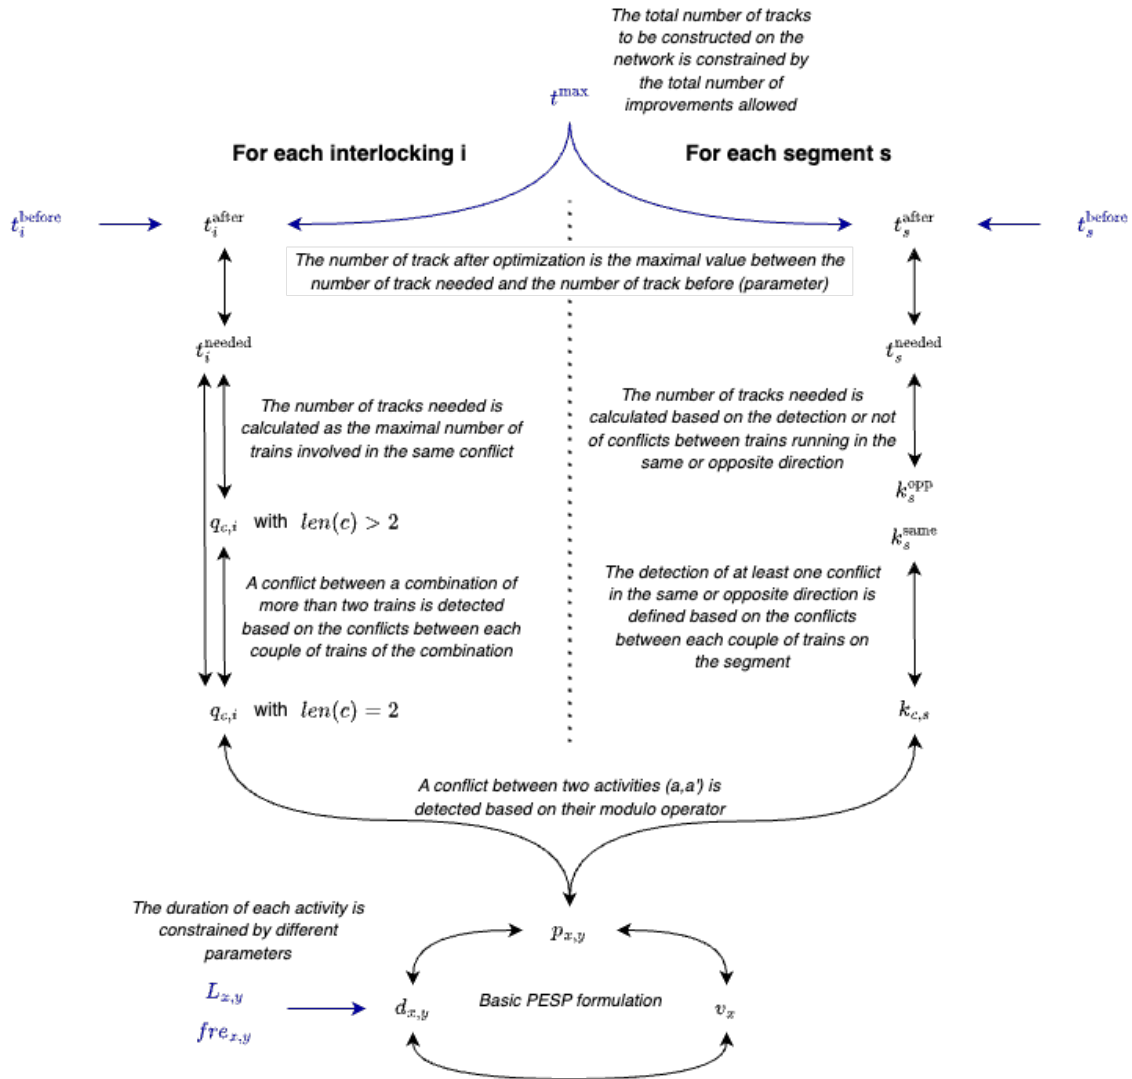 The total number of tracks
to be constructed on the
network is constrained by
the total number of
improvements allowed
t^max
For each interlocking i
For each segment s
t_i^before
t_i^after
t_s^after
t_s^before
The number of track after optimization is the maximal value between the
number of track needed and the number of track before (parameter)
t_i^needed
t_s^needed
The number of tracks needed is
calculated as the maximal number of
trains involved in the same conflict
The number of tracks needed is
calculated based on the detection or not
of conflicts between trains running in the
same or opposite direction
k_s^opp
q_{c,i} with len(c) > 2
k_s^same
A conflict between a combination of
more than two trains is detected
based on the conflicts between each
couple of trains of the combination
The detection of at least one conflict
in the same or opposite direction is
defined based on the conflicts
between each couple of trains on
the segment
q_{c,i} with len(c) = 2
k_{c,s}
A conflict between two activities (a,a') is
detected based on their modulo operator
The duration of each activity is
constrained by different
parameters
p_{x,y}
L_{x,y}
fre_{x,y}
d_{x,y}
Basic PESP formulation
v_x